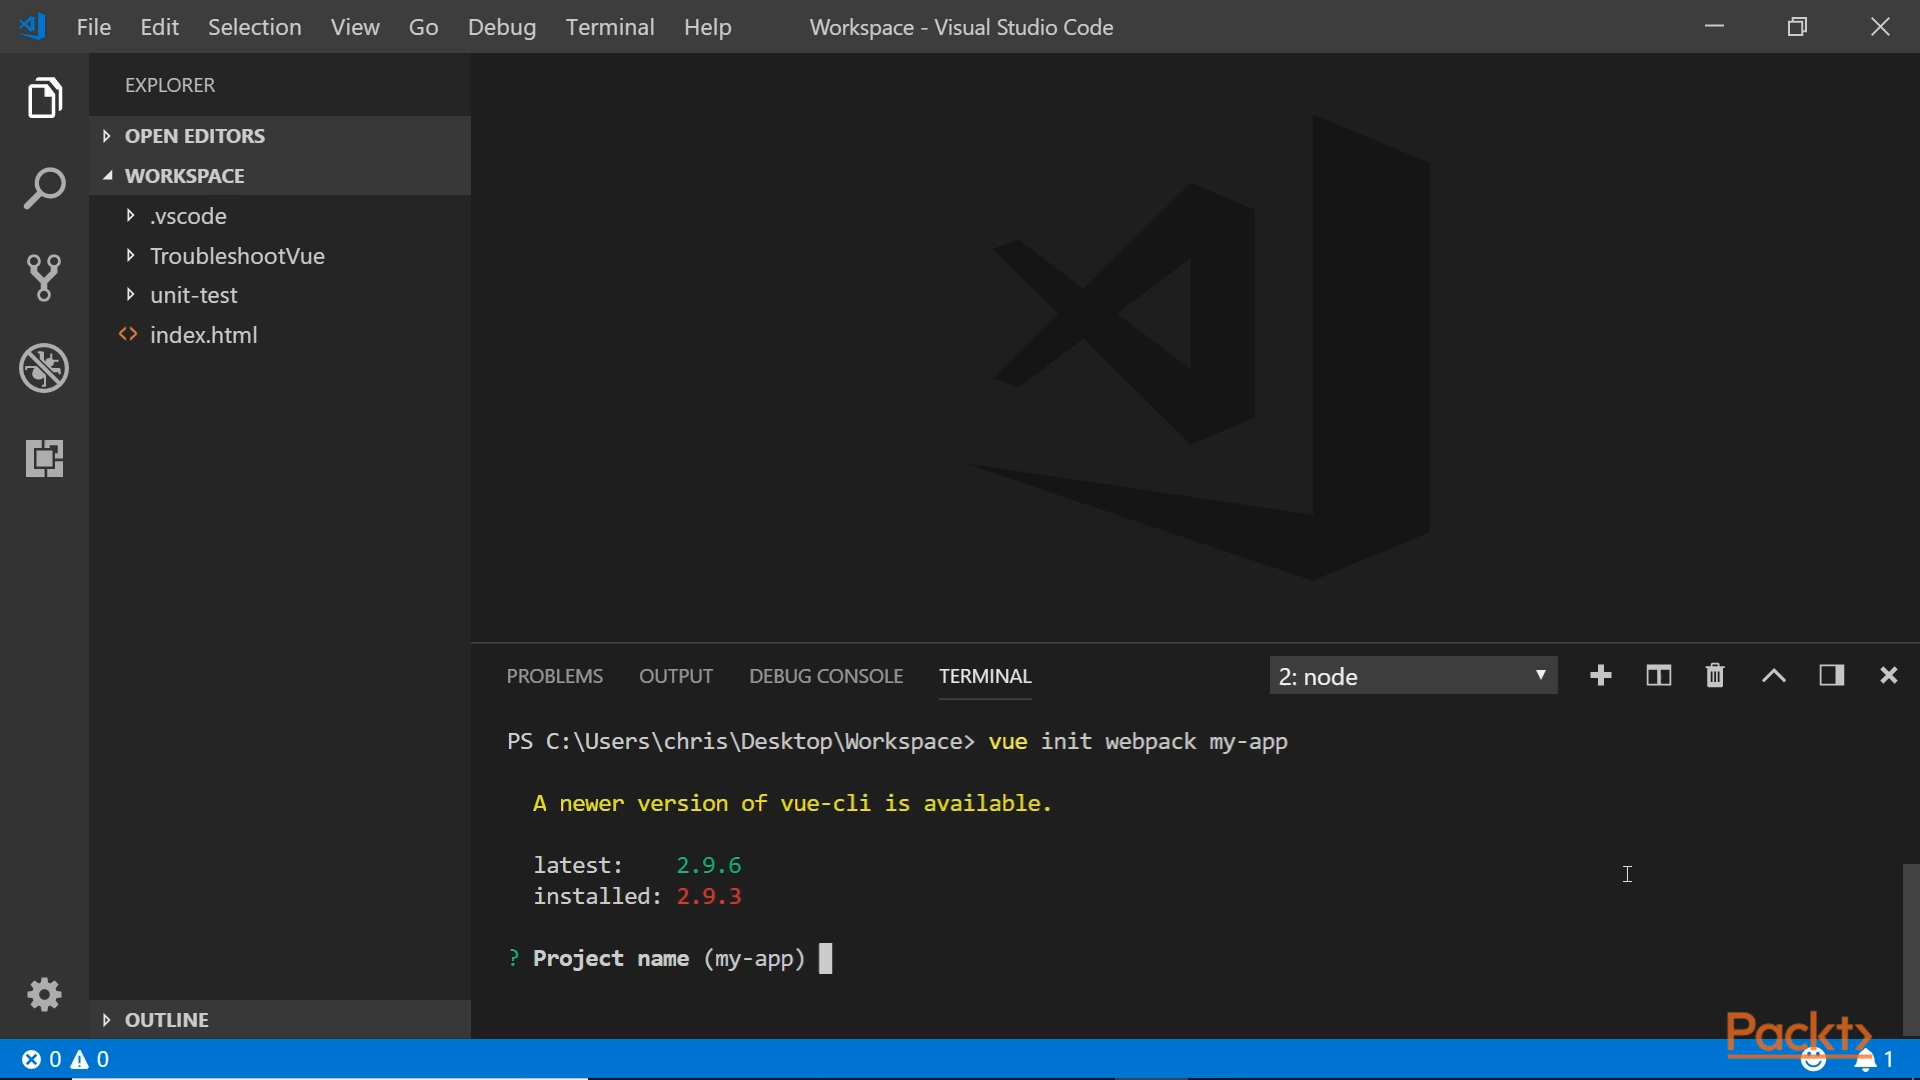 File Edit Selection View Go Debug Terminal Help Workspace - Visual Studio Code
EXPLORER
OPEN EDITORS
WORKSPACE
.vscode
TroubleshootVue
unit-test
<> index.html
OUTLINE
PROBLEMS OUTPUT DEBUG CONSOLE TERMINAL 2: node
PS C:\Users\chris\Desktop\Workspace> vue init webpack my-app
A newer version of vue-cli is available.
latest: 2.9.6
installed: 2.9.3
? Project name (my-app)
Packt>
0 0 1